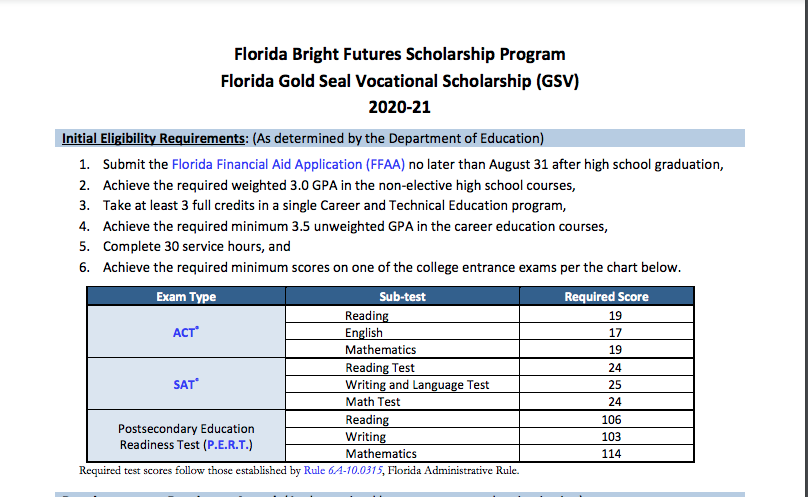 Florida Bright Futures Scholarship Program
Florida Gold Seal Vocational Scholarship (GSV)
2020-21
Initial Eligibility Requirements: (As determined by the Department of Education)
1. Submit the Florida Financial Aid Application (FFAA) no later than August 31 after high school graduation,
2. Achieve the required weighted 3.0 GPA in the non-elective high school courses,
3. Take at least 3 full credits in a single Career and Technical Education program,
4. Achieve the required minimum 3.5 unweighted GPA in the career education courses,
5. Complete 30 service hours, and
6. Achieve the required minimum scores on one of the college entrance exams per the chart below.
Exam Type Sub-test Required Score
ACT* Reading 19
English 17
Mathematics 19
SAT* Reading Test 24
Writing and Language Test 25
Math Test 24
Postsecondary Education Readiness Test (P.E.R.T.) Reading 106
Writing 103
Mathematics 114
Required test scores follow those established by Rule 6A-10.0315, Florida Administrative Rule.